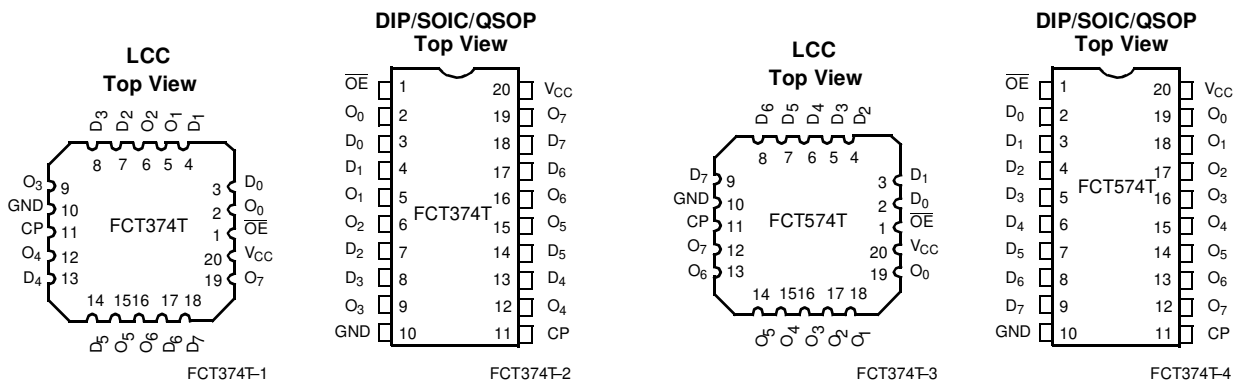 LCC
Top View
D3 D2 O2 O1 D1
8 7 6 5 4
O3 9 3 D0
GND 10 2 O0
CP 11 FCT374T 1 OE
O4 12 20 VCC
D4 13 19 O7
14 15 16 17 18
D5 O5 O6 D6 D7
FCT374T–1
DIP/SOIC/QSOP
Top View
OE 1 20 VCC
O0 2 19 O7
D0 3 18 D7
D1 4 17 D6
O1 5 FCT374T 16 O6
O2 6 15 O5
D2 7 14 D5
D3 8 13 D4
O3 9 12 O4
GND 10 11 CP
FCT374T–2
LCC
Top View
D6 D5 D4 D3 D2
8 7 6 5 4
D7 9 3 D1
GND 10 2 D0
CP 11 FCT574T 1 OE
O7 12 20 VCC
O6 13 19 O0
14 15 16 17 18
O5 O4 O3 O2 O1
FCT374T–3
DIP/SOIC/QSOP
Top View
OE 1 20 VCC
D0 2 19 O0
D1 3 18 O1
D2 4 17 O2
D3 5 FCT574T 16 O3
D4 6 15 O4
D5 7 14 O5
D6 8 13 O6
D7 9 12 O7
GND 10 11 CP
FCT374T–4